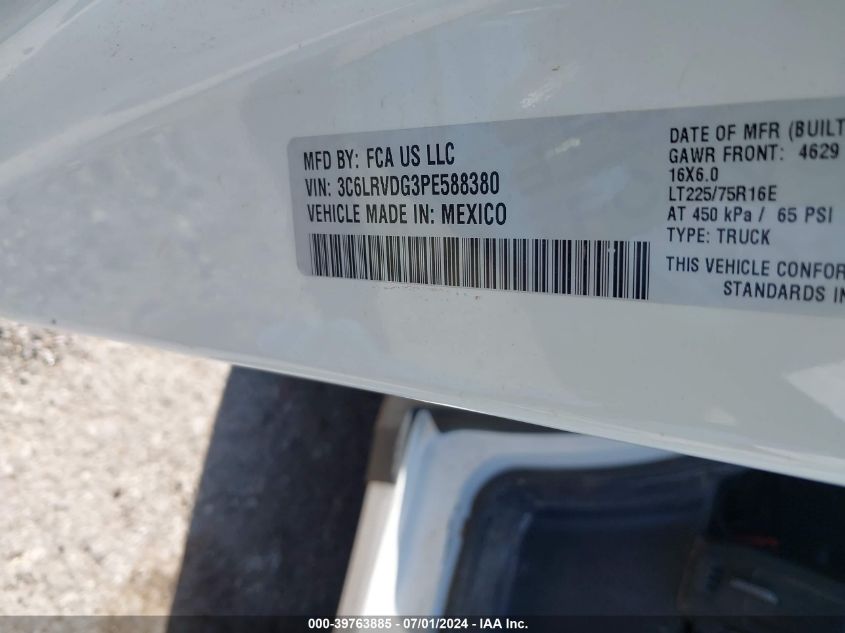 MFD BY: FCA US LLC
VIN: 3C6LRVDG3PE588380
VEHICLE MADE IN: MEXICO
DATE OF MFR (BUILT
GAWR FRONT: 4629
16X6.0
LT225/75R16E
AT 450 kPa / 65 PSI
TYPE: TRUCK
THIS VEHICLE CONFOR
STANDARDS IN
000-39763885 - 07/01/2024 - IAAI Inc.